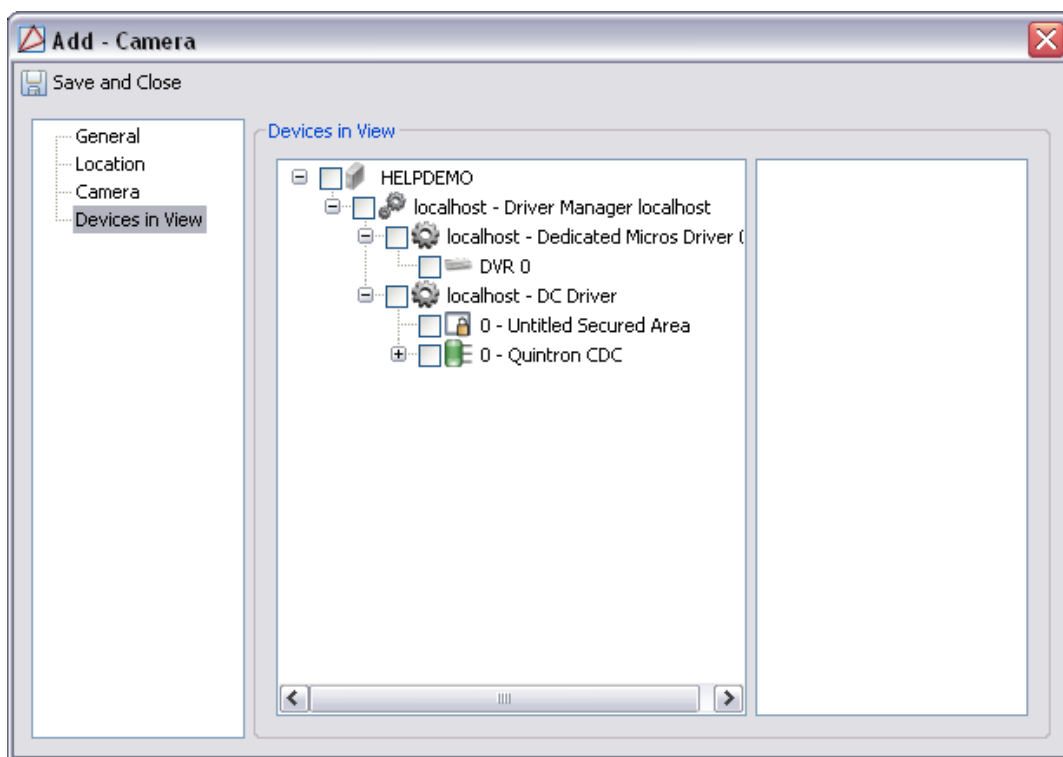 Add - Camera
Save and Close
General
Location
Camera
Devices in View
Devices in View
HELPDEMO
localhost - Driver Manager localhost
localhost - Dedicated Micros Driver (
DVR 0
localhost - DC Driver
0 - Untitled Secured Area
0 - Quintron CDC